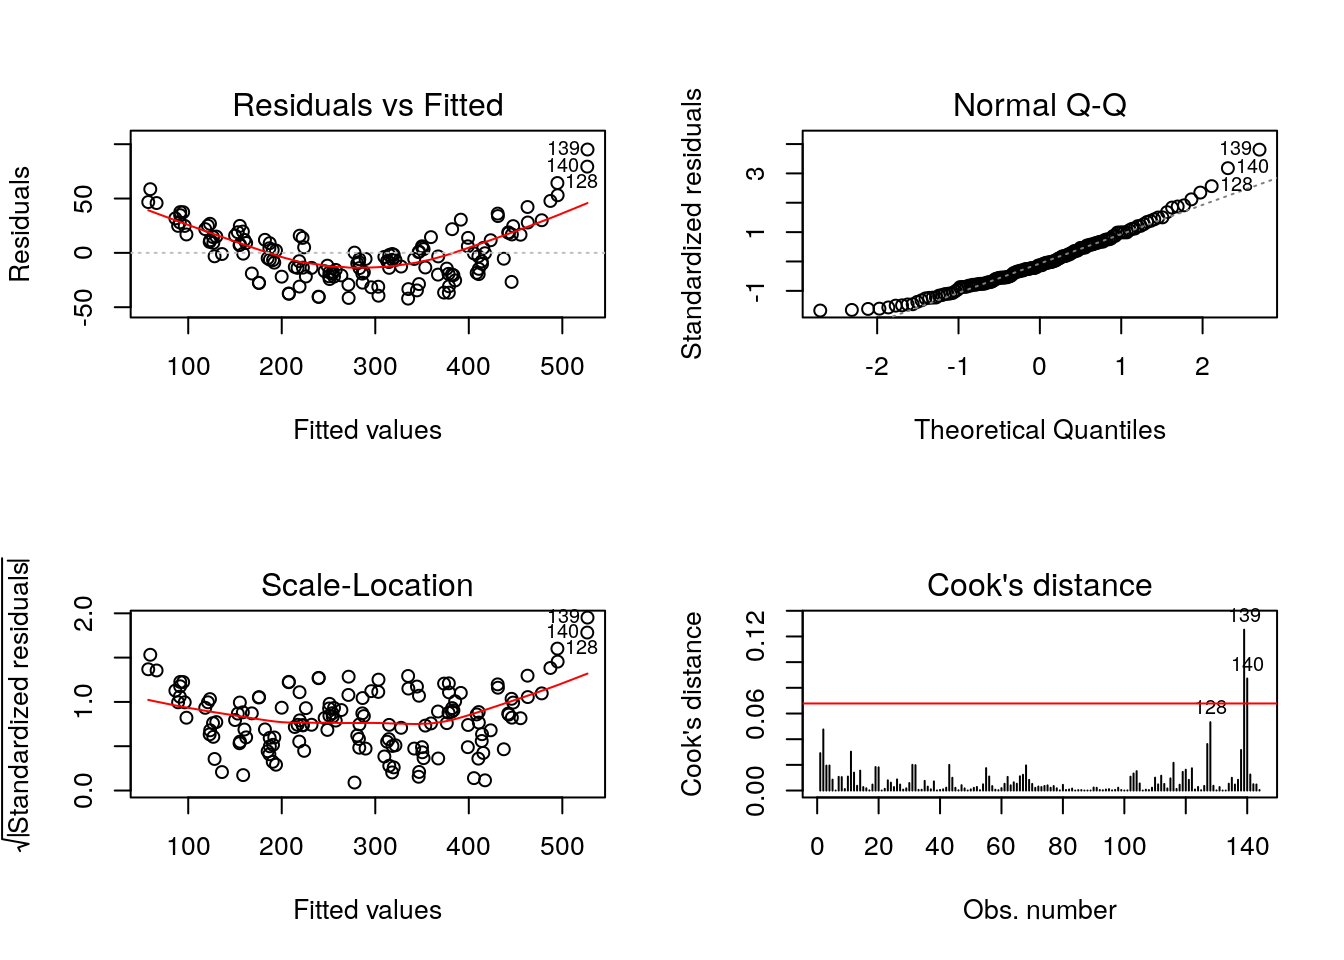 Residuals vs Fitted
Residuals
50
0
-50
139
140
128
100 200 300 400 500
Fitted values
Normal Q-Q
Standardized residuals
3
1
-1
139
140
128
-2 -1 0 1 2
Theoretical Quantiles
Scale-Location
√|Standardized residuals|
2.0
1.0
0.0
139
140
128
100 200 300 400 500
Fitted values
Cook's distance
Cook's distance
0.12
0.06
0.00
139
140
128
0 20 40 60 80 100 140
Obs. number